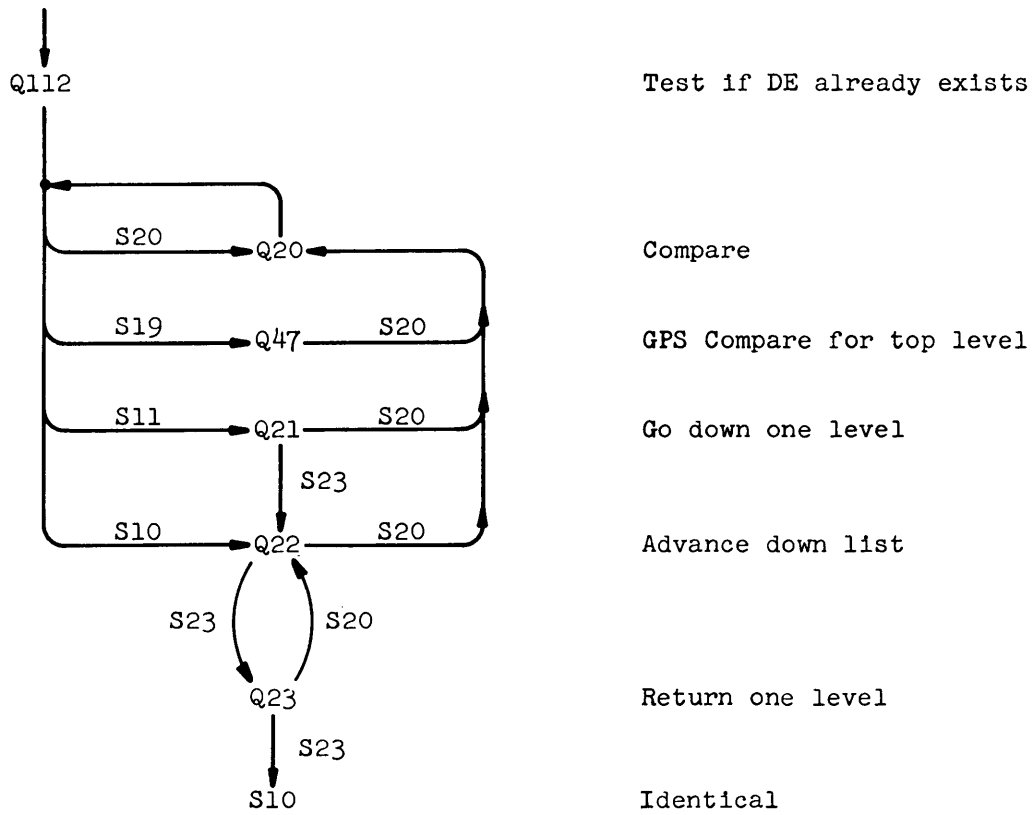 Q112 Test if DE already exists
S20 Q20 Compare
S19 Q47 S20 GPS Compare for top level
S11 Q21 S20 Go down one level
S23
S10 Q22 S20 Advance down list
S23 S20
Q23 Return one level
S23
S10 Identical